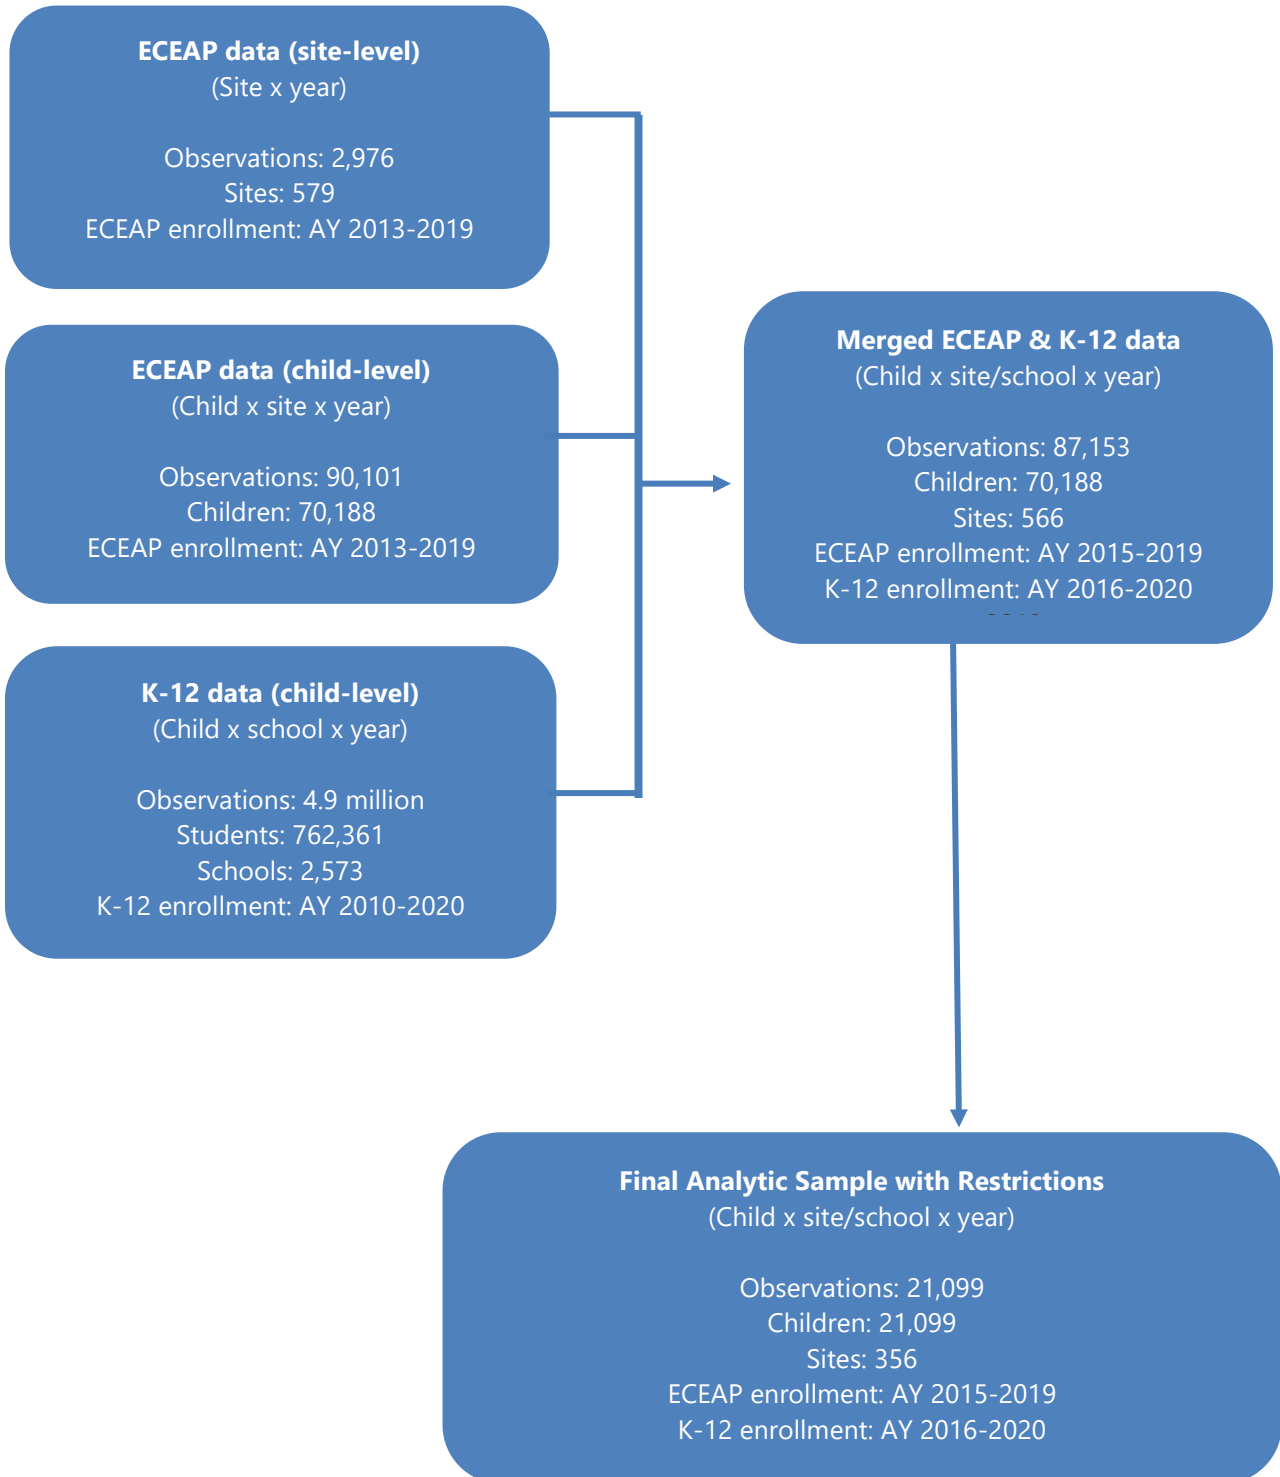 ECEAP data (site-level)
(Site x year)
Observations: 2,976
Sites: 579
ECEAP enrollment: AY 2013-2019
ECEAP data (child-level)
(Child x site x year)
Observations: 90,101
Children: 70,188
ECEAP enrollment: AY 2013-2019
K-12 data (child-level)
(Child x school x year)
Observations: 4.9 million
Students: 762,361
Schools: 2,573
K-12 enrollment: AY 2010-2020
Merged ECEAP & K-12 data
(Child x site/school x year)
Observations: 87,153
Children: 70,188
Sites: 566
ECEAP enrollment: AY 2015-2019
K-12 enrollment: AY 2016-2020
Final Analytic Sample with Restrictions
(Child x site/school x year)
Observations: 21,099
Children: 21,099
Sites: 356
ECEAP enrollment: AY 2015-2019
K-12 enrollment: AY 2016-2020